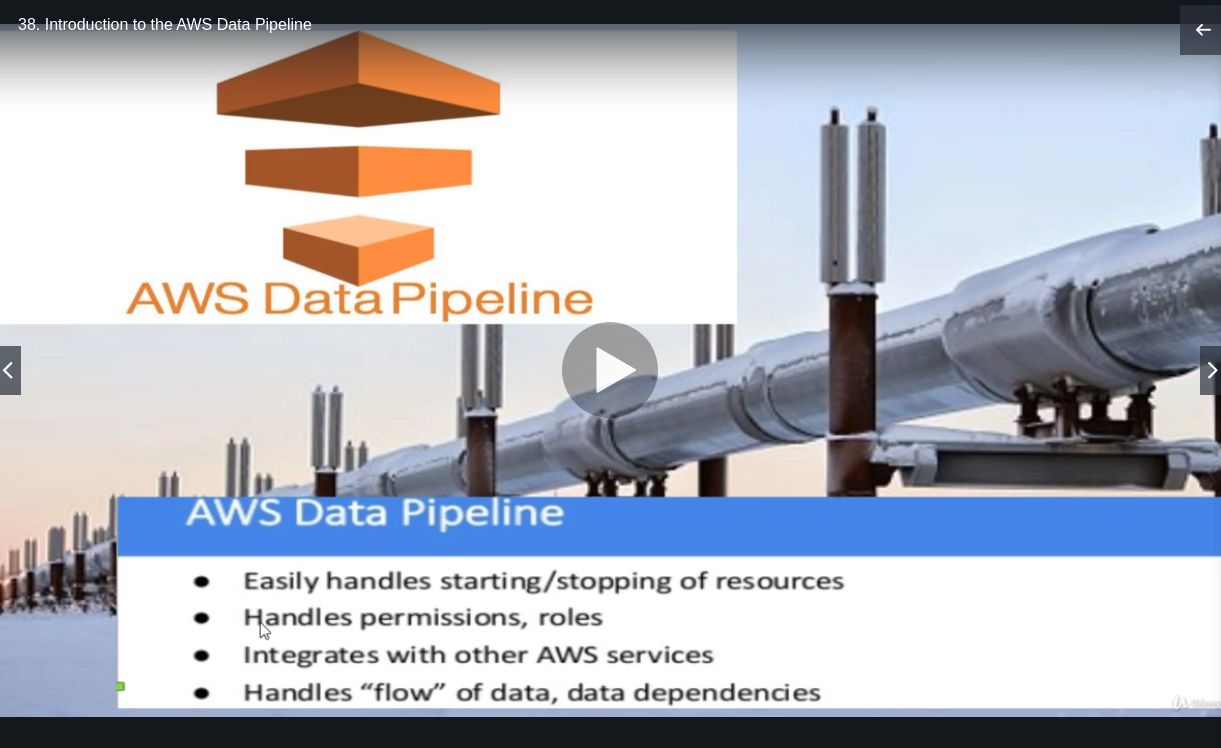 38. Introduction to the AWS Data Pipeline
AWS Data Pipeline
AWS Data Pipeline
Easily handles starting/stopping of resources
Handles permissions, roles
Integrates with other AWS services
Handles “flow” of data, data dependencies